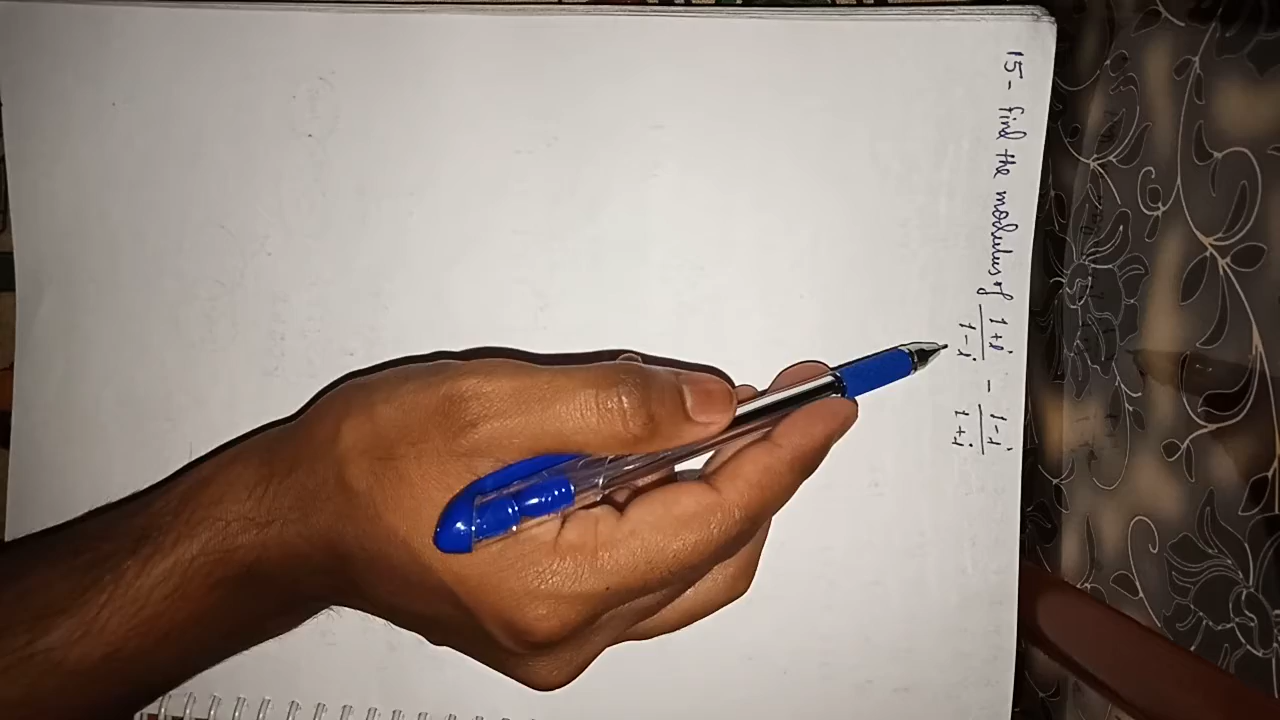 15- find the modulus of 1+i/1-i - 1-i/1+i